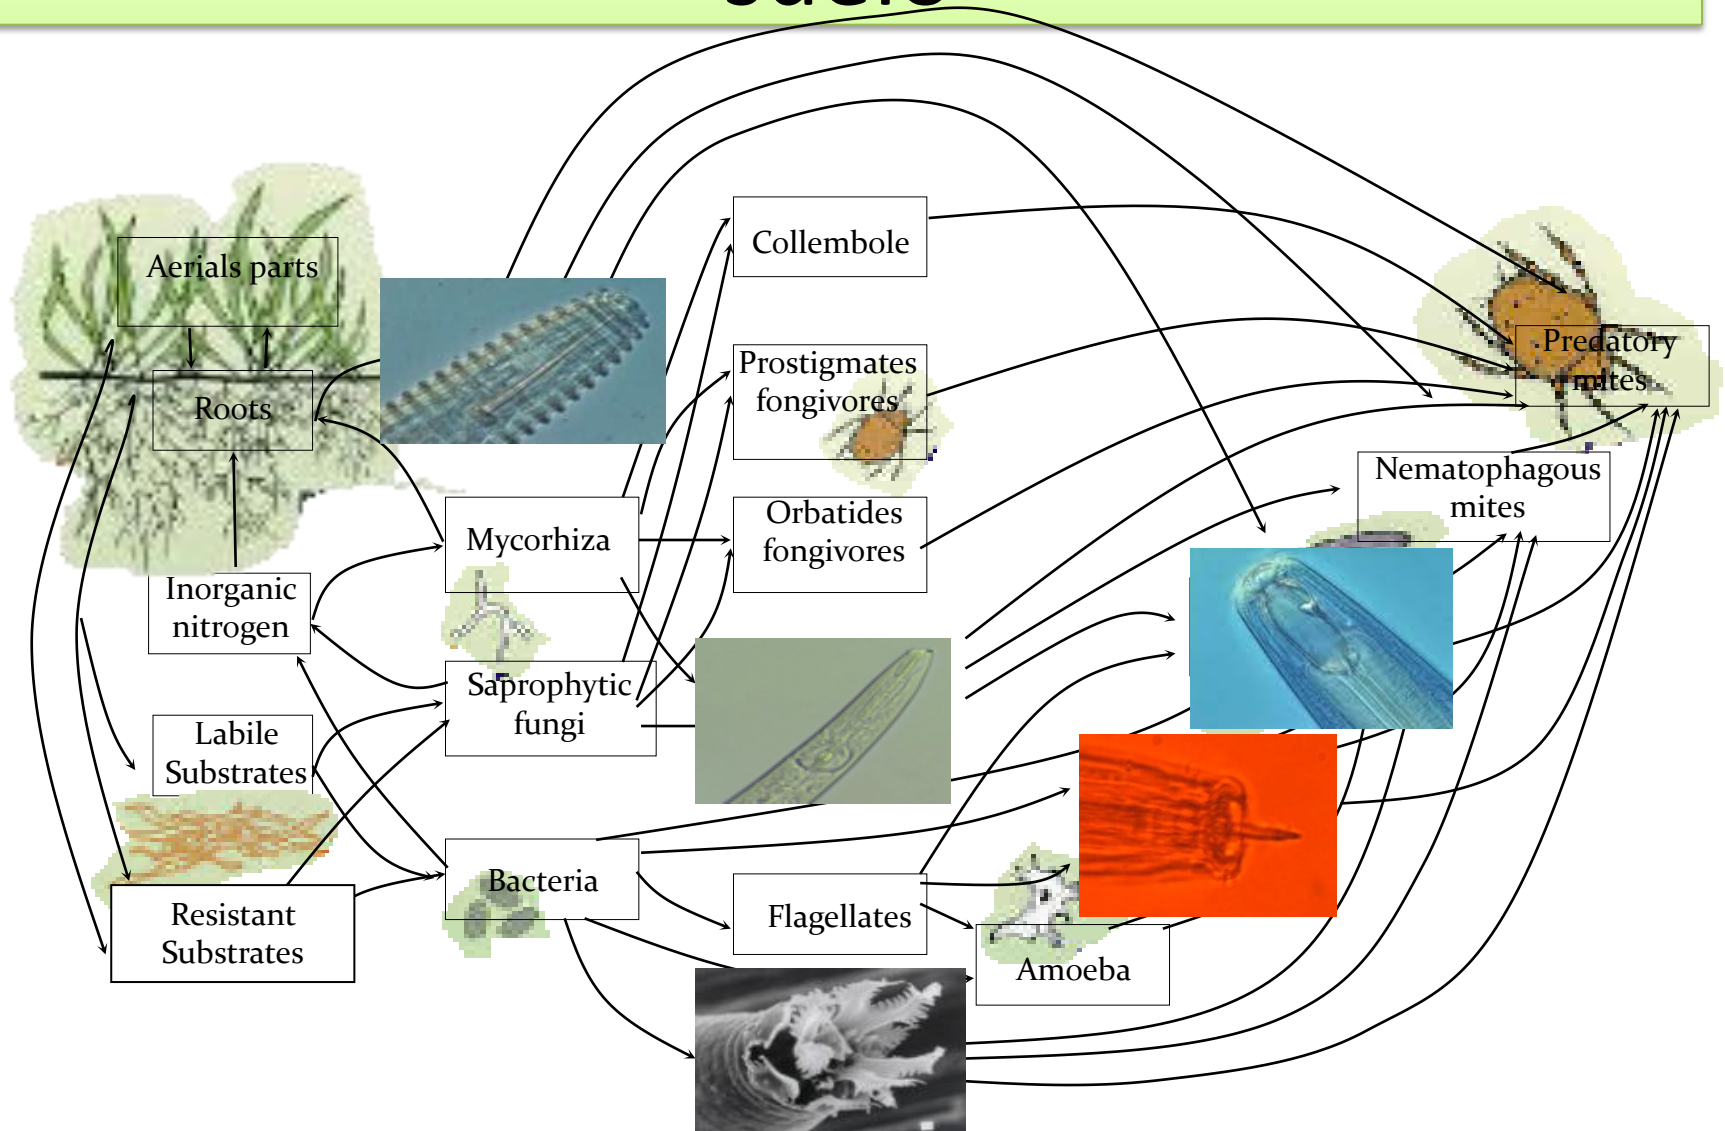 Aerials parts
Roots
Inorganic
nitrogen
Labile
Substrates
Resistant
Substrates
Mycorhiza
Saprophytic
fungi
Bacteria
Collembole
Prostigmates
fongivores
Orbatides
fongivores
Flagellates
Amoeba
Predatory
mites
Nematophagous
mites